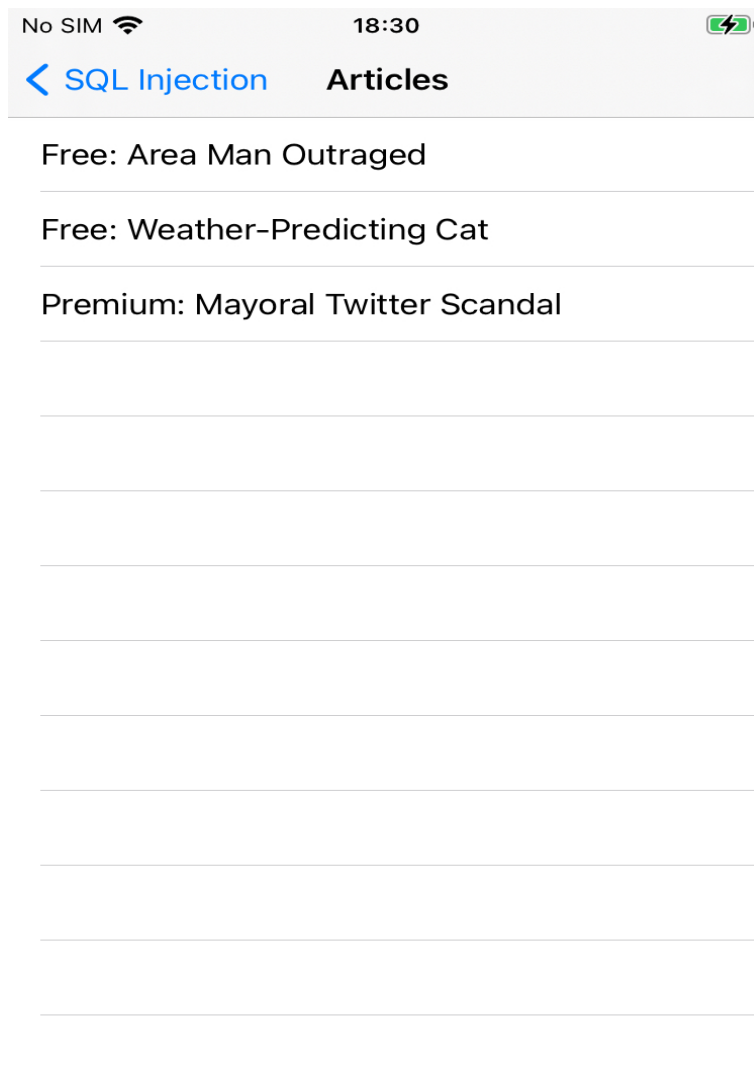 No SIM 18:30
SQL Injection Articles
Free: Area Man Outraged
Free: Weather-Predicting Cat
Premium: Mayoral Twitter Scandal